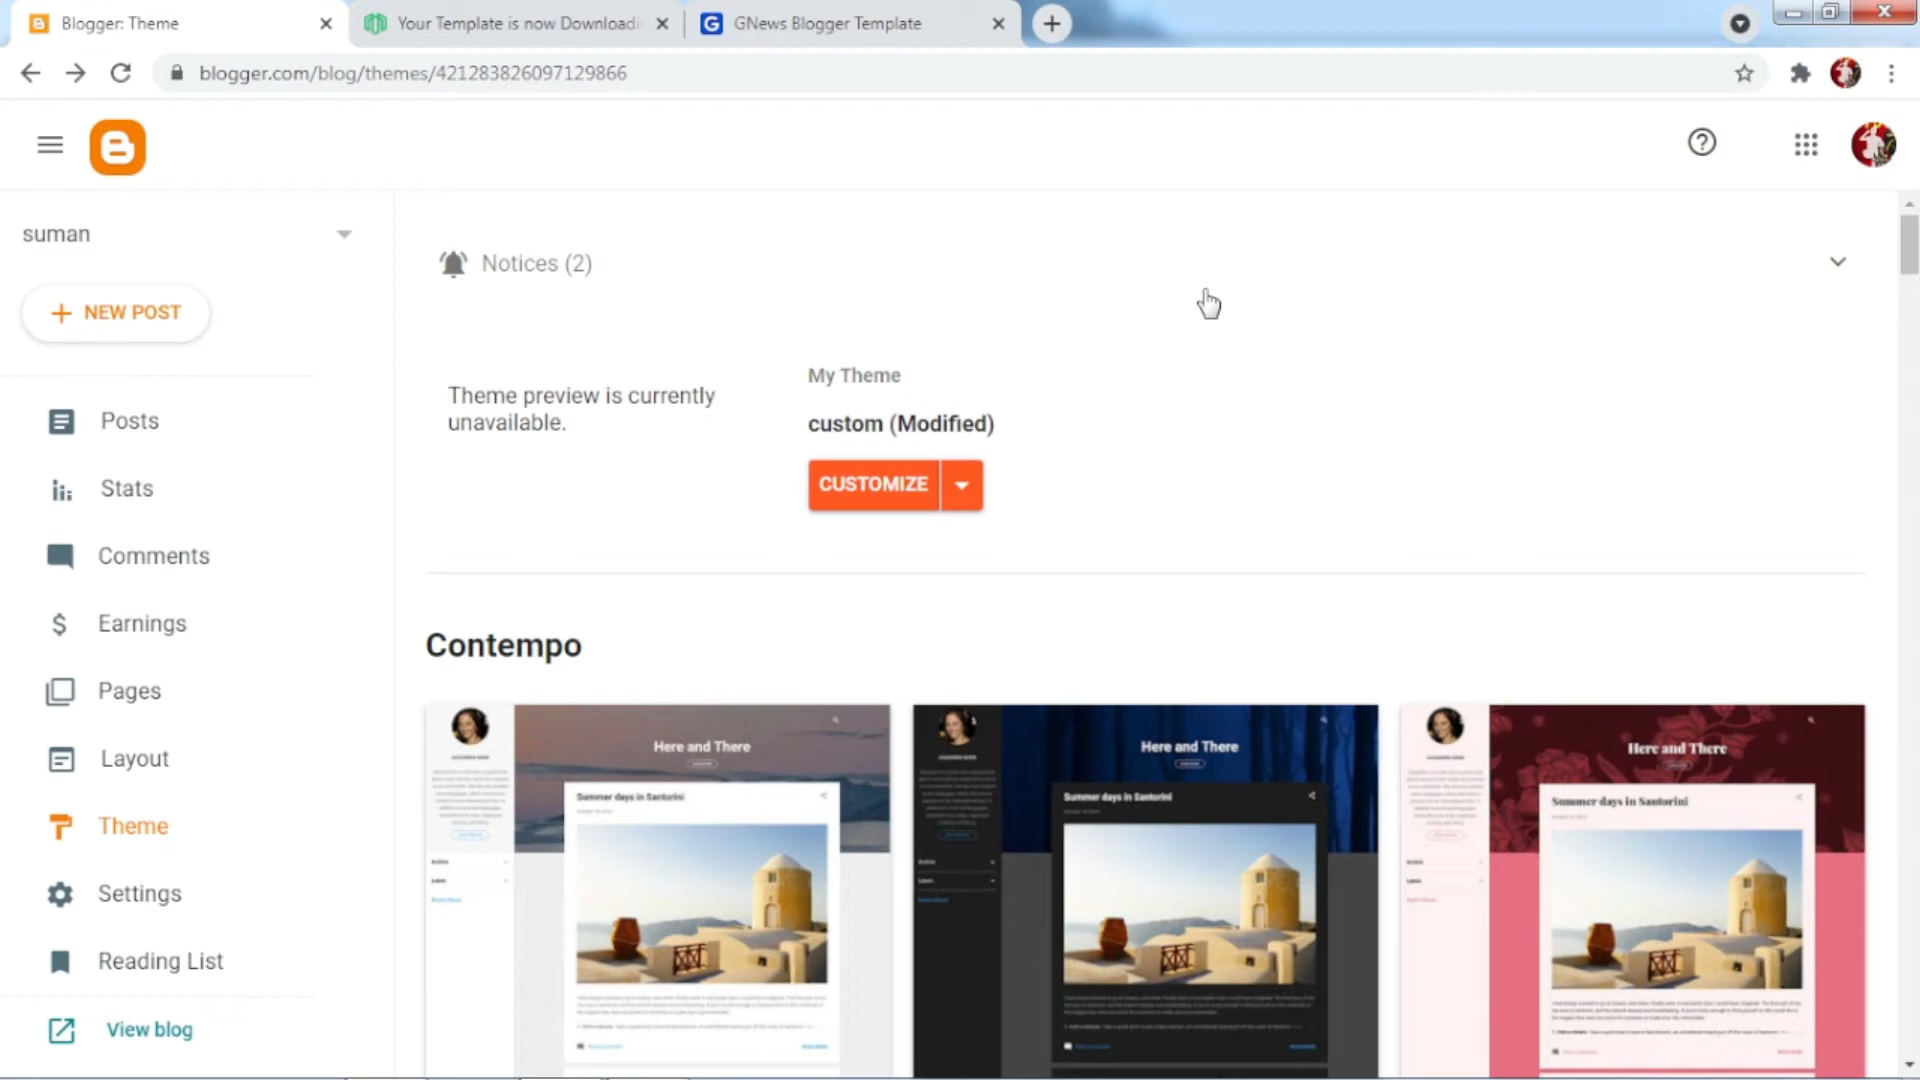 Blogger: Theme
Your Template is now Downloadi
GNews Blogger Template
blogger.com/blog/themes/421283826097129866
suman
Notices (2)
NEW POST
Theme preview is currently
unavailable.
My Theme
custom (Modified)
CUSTOMIZE
Posts
Stats
Comments
Earnings
Pages
Layout
Theme
Settings
Reading List
View blog
Contempo
Here and There
Summer days in Santorini
Here and There
Summer days in Santorini
Here and There
Summer days in Santorini